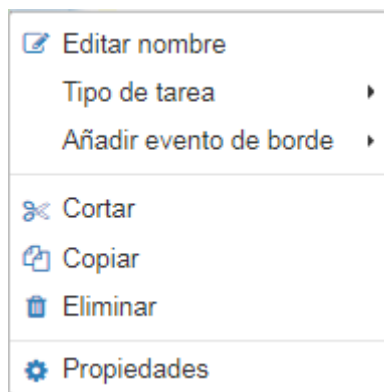 Editar nombre
Tipo de tarea
Añadir evento de borde
Cortar
Copiar
Eliminar
Propiedades